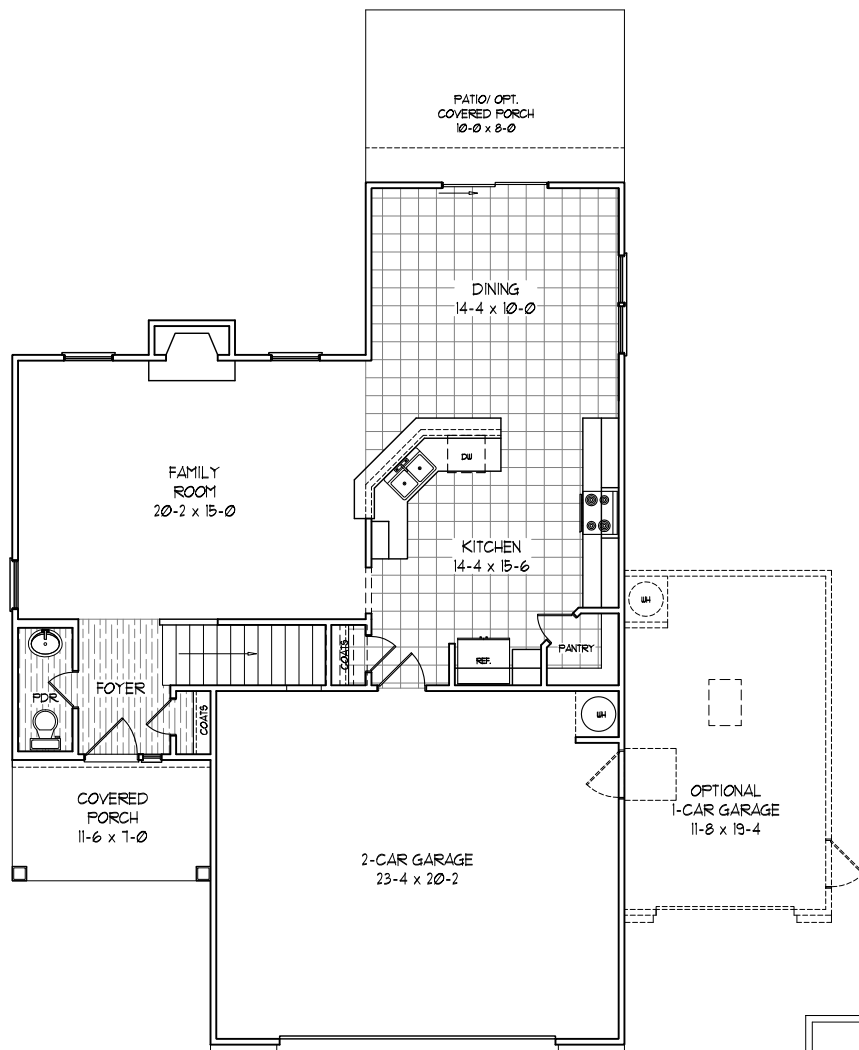 PATIO/ OPT.
COVERED PORCH
10-0 x 8-0
DINING
14-4 x 10-0
FAMILY
ROOM
20-2 x 15-0
DW
KITCHEN
14-4 x 15-6
WH
COATS
REF.
PANTRY
PDR
FOYER
COATS
WH
COVERED
PORCH
11-6 x 7-0
OPTIONAL
1-CAR GARAGE
11-8 x 19-4
2-CAR GARAGE
23-4 x 20-2